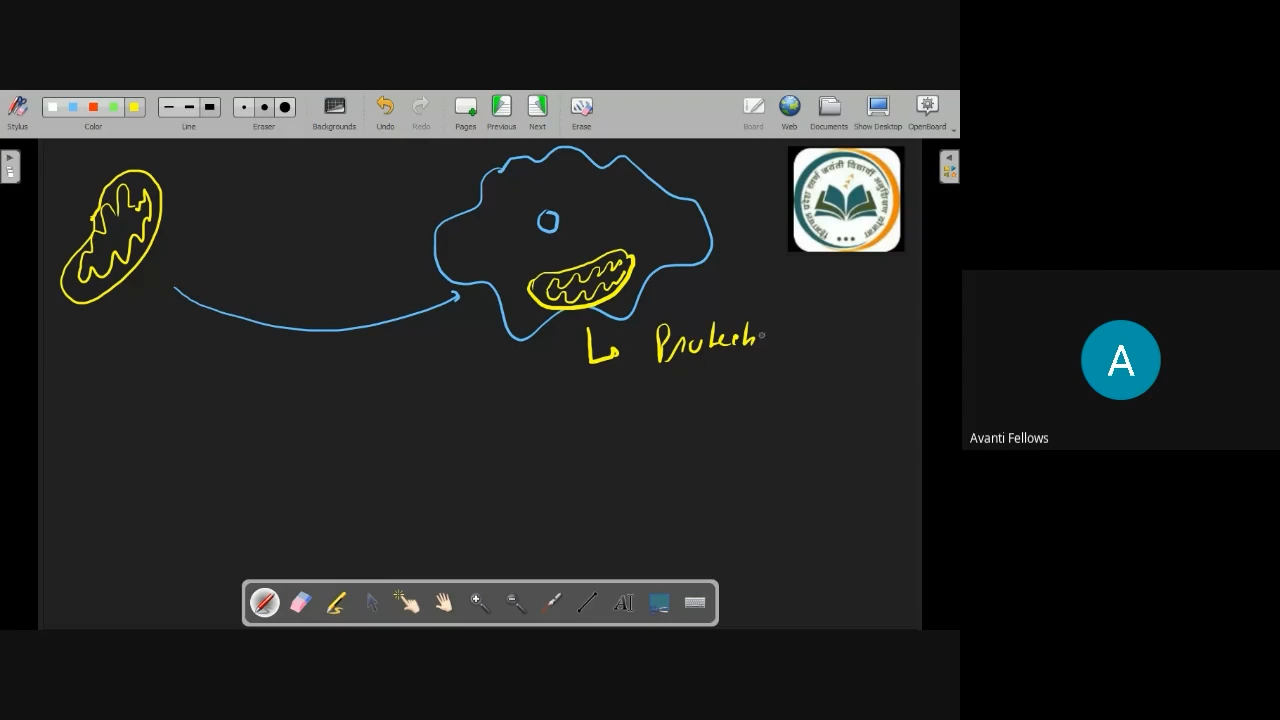 Stylus
Color
Line
Eraser
Backgrounds
Undo
Redo
Pages
Previous
Next
Erase
Board
Web
Documents
Show Desktop
OpenBoard
A
Avanti Fellows